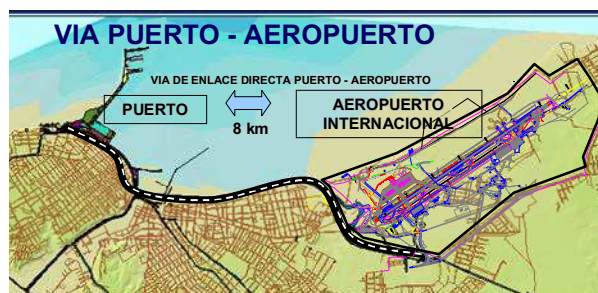 VIA PUERTO - AEROPUERTO
VIA DE ENLACE DIRECTA PUERTO - AEROPUERTO
PUERTO
8 km
AEROPUERTO
INTERNACIONAL